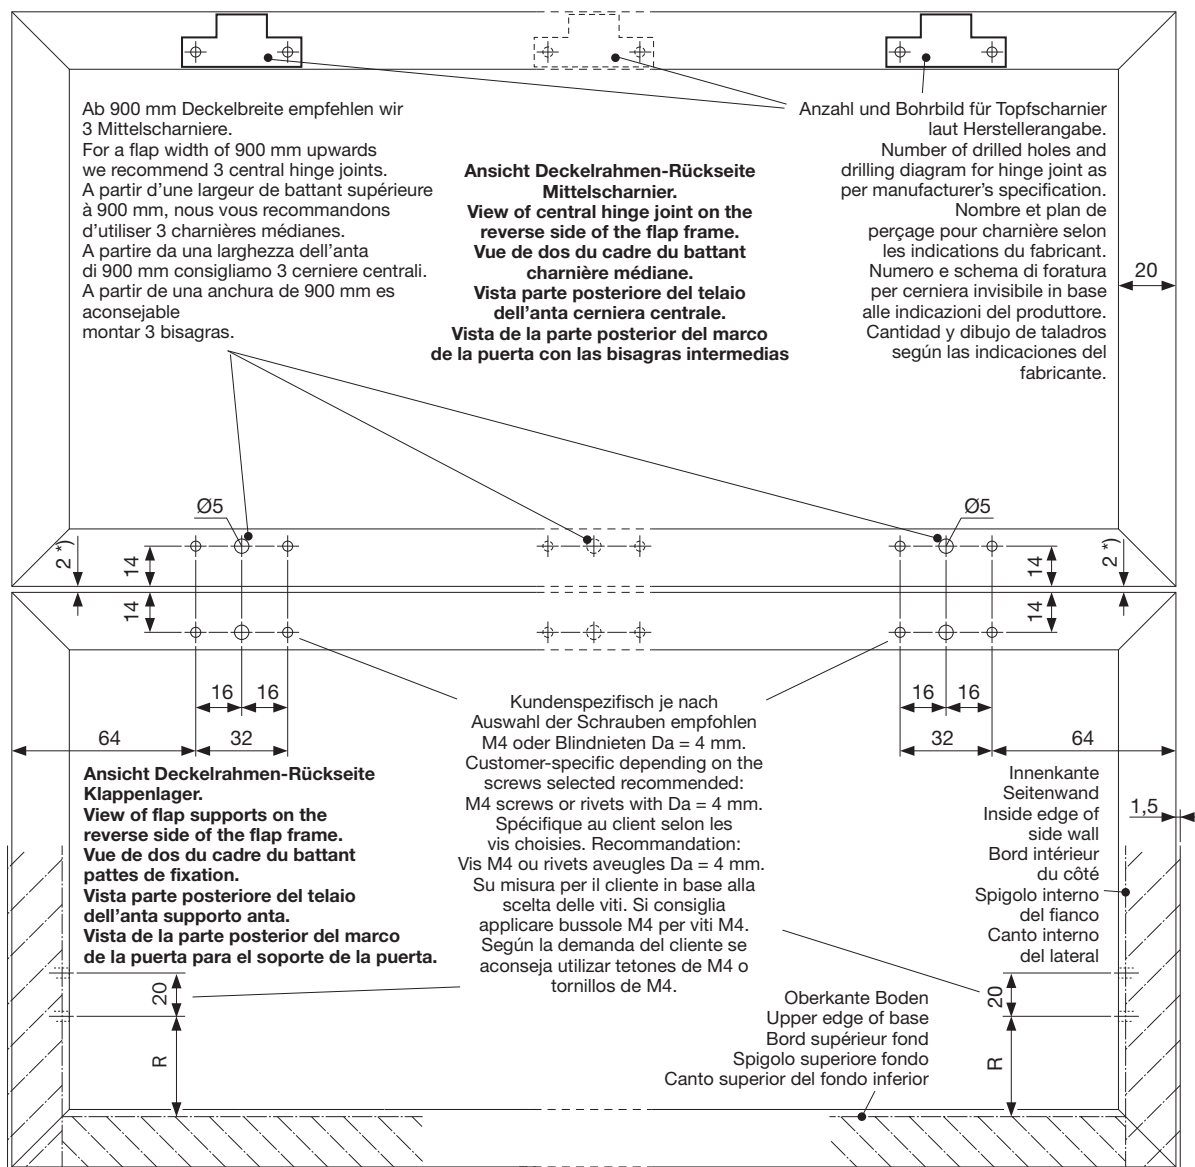 Ab 900 mm Deckelbreite empfehlen wir
3 Mittelscharniere.
For a flap width of 900 mm upwards
we recommend 3 central hinge joints.
A partir d’une largeur de battant supérieure
à 900 mm, nous vous recommandons
d’utiliser 3 charnières médianes.
A partire da una larghezza dell’anta
di 900 mm consigliamo 3 cerniere centrali.
A partir de una anchura de 900 mm es
aconsejable
montar 3 bisagras.
Ansicht Deckelrahmen-Rückseite
Mittelscharnier.
View of central hinge joint on the
reverse side of the flap frame.
Vue de dos du cadre du battant
charnière médiane.
Vista parte posteriore del telaio
dell’anta cerniera centrale.
Vista de la parte posterior del marco
de la puerta con las bisagras intermedias
Anzahl und Bohrbild für Topfscharnier
laut Herstellerangabe.
Number of drilled holes and
drilling diagram for hinge joint as
per manufacturer’s specification.
Nombre et plan de
perçage pour charnière selon
les indications du fabricant.
Numero e schema di foratura
per cerniera invisibile in base
alle indicazioni del produttore.
Cantidad y dibujo de taladros
según las indicaciones del
fabricante.
20
Ø5
Ø5
2 *)
14
14
2 *)
14
14
16
16
16
16
64
32
32
64
Kundenspezifisch je nach
Auswahl der Schrauben empfohlen
M4 oder Blindnieten Da = 4 mm.
Customer-specific depending on the
screws selected recommended:
M4 screws or rivets with Da = 4 mm.
Spécifique au client selon les
vis choisies. Recommandation:
Vis M4 ou rivets aveugles Da = 4 mm.
Su misura per il cliente in base alla
scelta delle viti. Si consiglia
applicare bussole M4 per viti M4.
Según la demanda del cliente se
aconseja utilizar tetones de M4 o
tornillos de M4.
Ansicht Deckelrahmen-Rückseite
Klappenlager.
View of flap supports on the
reverse side of the flap frame.
Vue de dos du cadre du battant
pattes de fixation.
Vista parte posteriore del telaio
dell’anta supporto anta.
Vista de la parte posterior del marco
de la puerta para el soporte de la puerta.
Innenkante
Seitenwand
Inside edge of
side wall
Bord intérieur
du côté
Spigolo interno
del fianco
Canto interno
del lateral
1,5
20
R
20
R
Oberkante Boden
Upper edge of base
Bord supérieur fond
Spigolo superiore fondo
Canto superior del fondo inferior